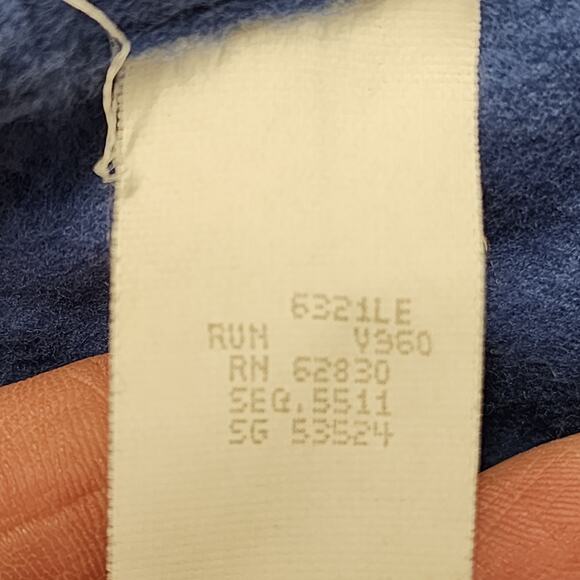 6321LE
RUN V960
RN 62830
SEQ.5511
SG 53524